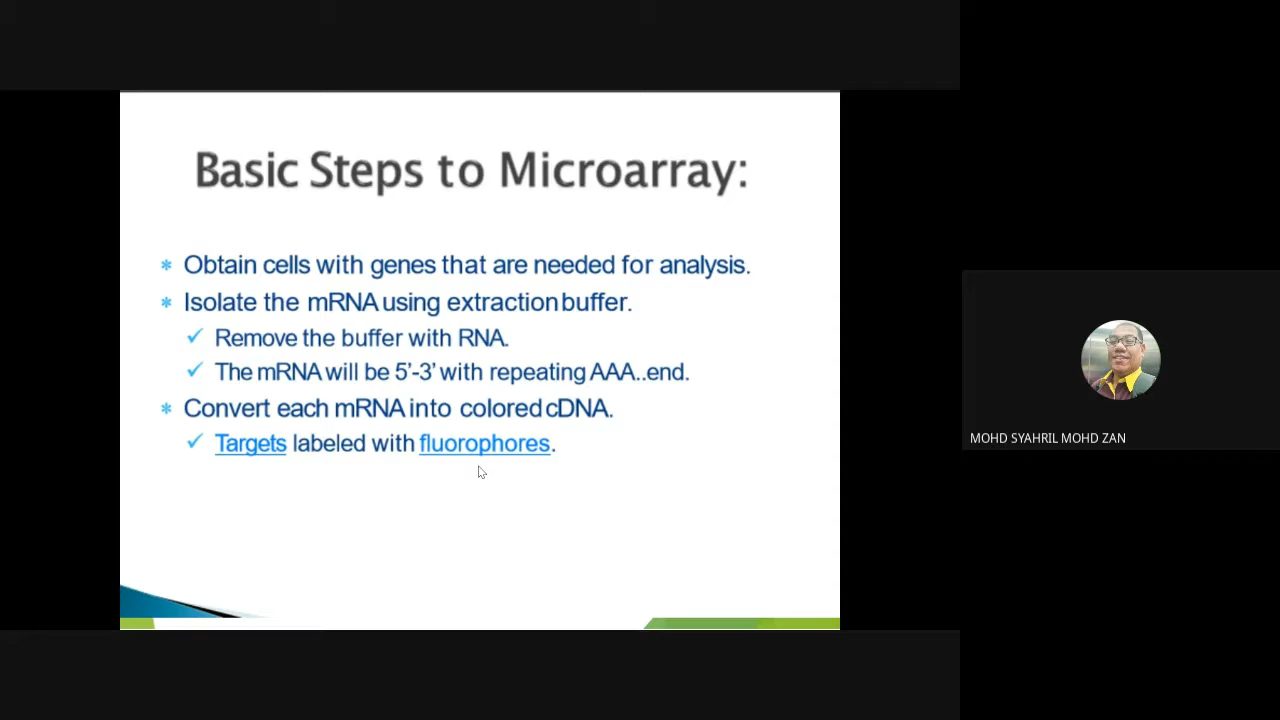 Basic Steps to Microarray:
Obtain cells with genes that are needed for analysis.
Isolate the mRNA using extraction buffer.
Remove the buffer with RNA.
The mRNA will be 5'-3' with repeating AAA..end.
Convert each mRNA into colored cDNA.
Targets labeled with fluorophores.
MOHD SYAHRIL MOHD ZAN